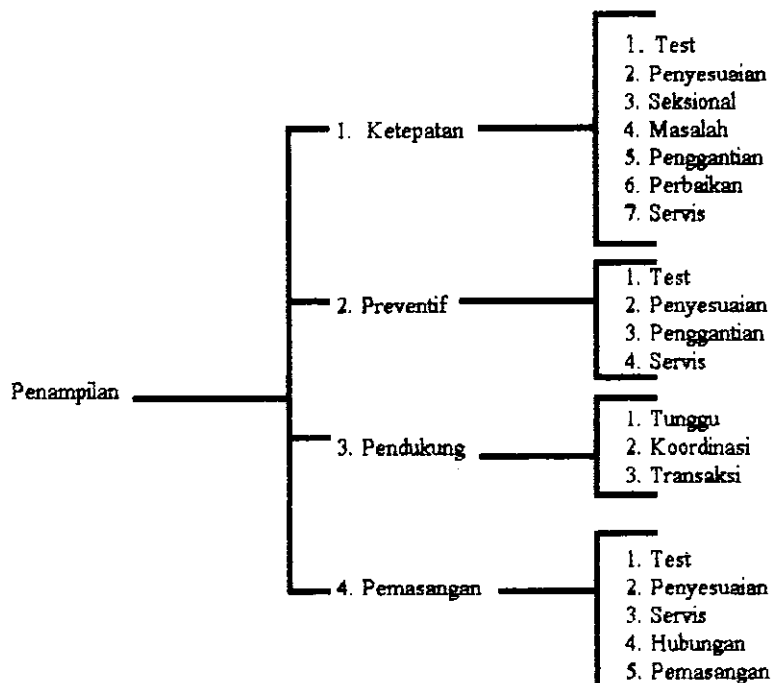 Penampilan
1. Ketepatan
1. Test
2. Penyesuaian
3. Seksional
4. Masalah
5. Penggantian
6. Perbaikan
7. Servis
2. Preventif
1. Test
2. Penyesuaian
3. Penggantian
4. Servis
3. Pendukung
1. Tunggu
2. Koordinasi
3. Transaksi
4. Pemasangan
1. Test
2. Penyesuaian
3. Servis
4. Hubungan
5. Pemasangan